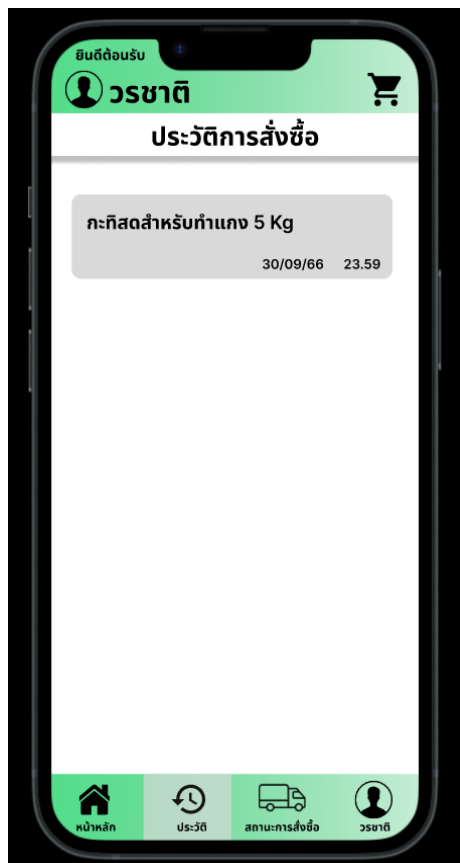 ยินดีต้อนรับ
วรชาติ
ประวัติการสั่งซื้อ
กะทิสดสำหรับทำแกง 5 Kg
30/09/66 23.59
หน้าหลัก ประวัติ สถานะการสั่งซื้อ วรชาติ